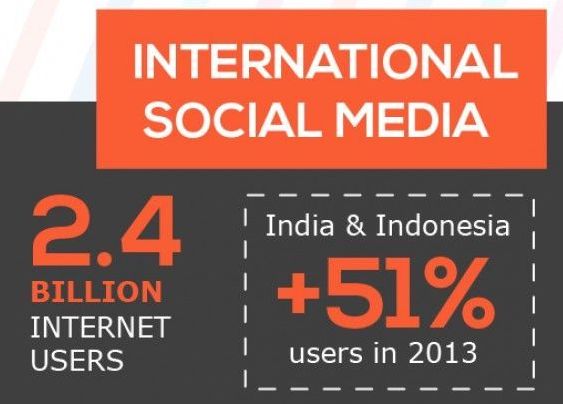 INTERNATIONAL
SOCIAL MEDIA
2.4
BILLION
INTERNET
USERS
India & Indonesia
+51%
users in 2013